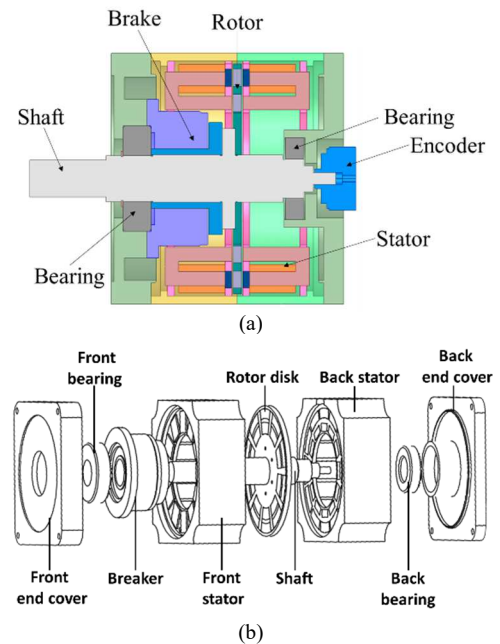 Brake
Rotor
Shaft
Bearing
Encoder
Bearing
Stator
(a)
Front
bearing
Rotor disk
Back stator
Back
end cover
Front
end cover
Breaker
Front
stator
Shaft
Back
bearing
(b)